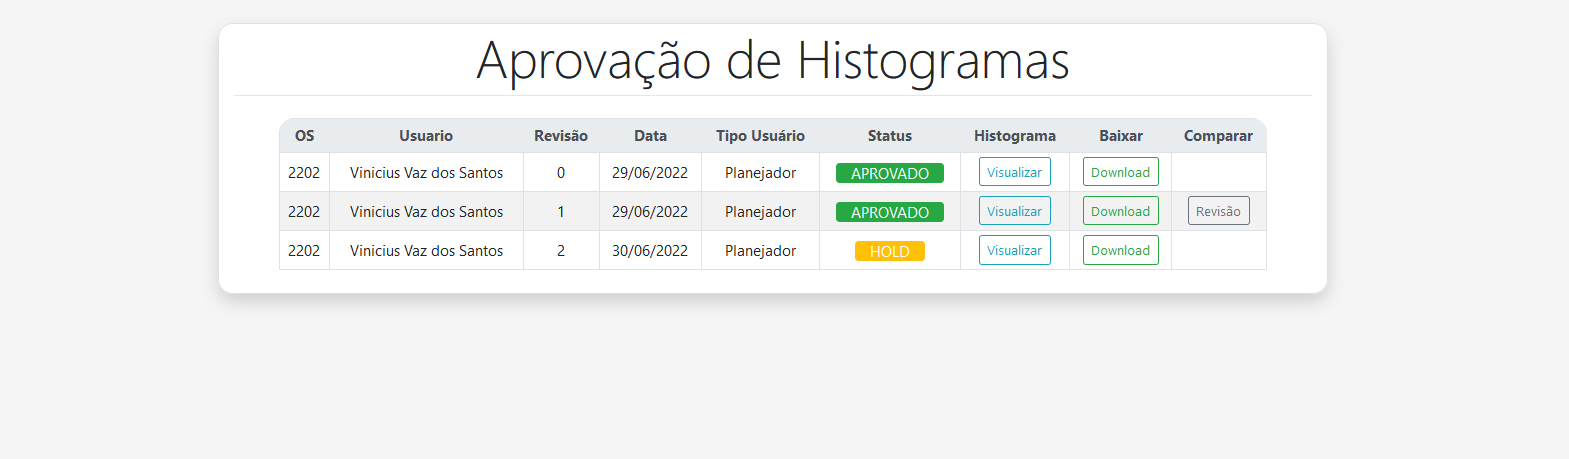 Aprovação de Histogramas
OS Usuario Revisão Data Tipo Usuário Status Histograma Baixar Comparar
2202 Vinicius Vaz dos Santos 0 29/06/2022 Planejador APROVADO Visualizar Download
2202 Vinicius Vaz dos Santos 1 29/06/2022 Planejador APROVADO Visualizar Download Revisão
2202 Vinicius Vaz dos Santos 2 30/06/2022 Planejador HOLD Visualizar Download